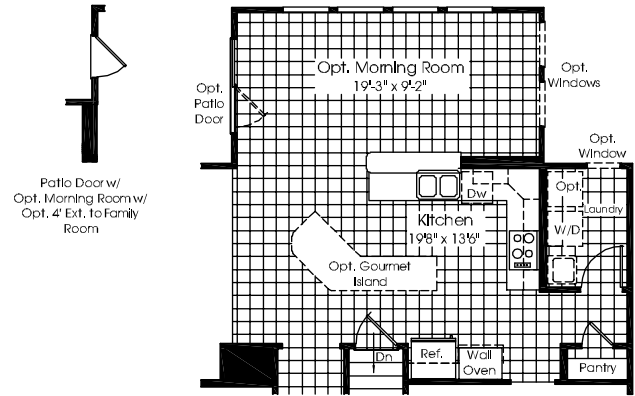 Opt. Morning Room
19'-3" x 9'-2"
Opt.
Patio
Door
Opt.
Windows
Opt.
Window
Patio Door w/
Opt. Morning Room w/
Opt. 4' Ext. to Family
Room
Dw
Opt.
Laundry
W/D
Kitchen
19'8" x 13'6"
Opt. Gourmet
Island
Dn
Ref.
Wall
Oven
Pantry